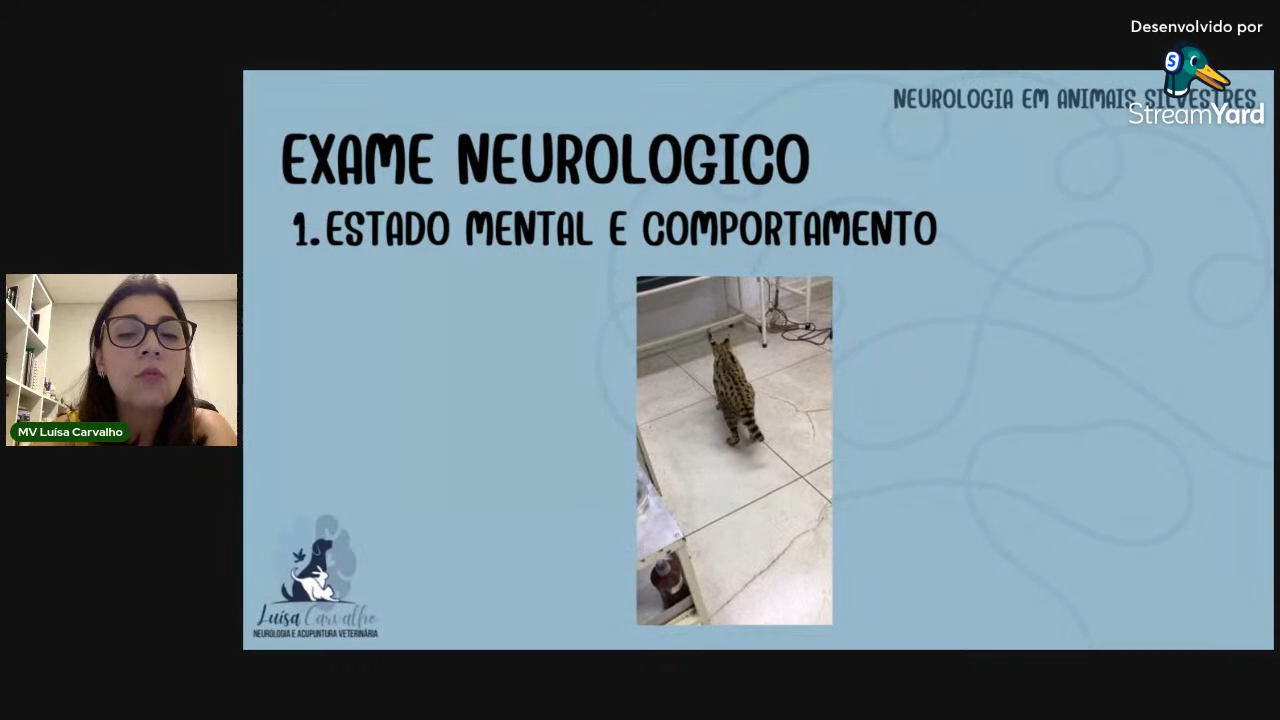 Desenvolvido por
StreamYard
NEUROLOGIA EM ANIMAIS SILVESTRES
EXAME NEUROLOGICO
1. ESTADO MENTAL E COMPORTAMENTO
MV Luísa Carvalho
Luísa Carvalho
NEUROLOGIA E ACUPUNTURA VETERINÁRIA